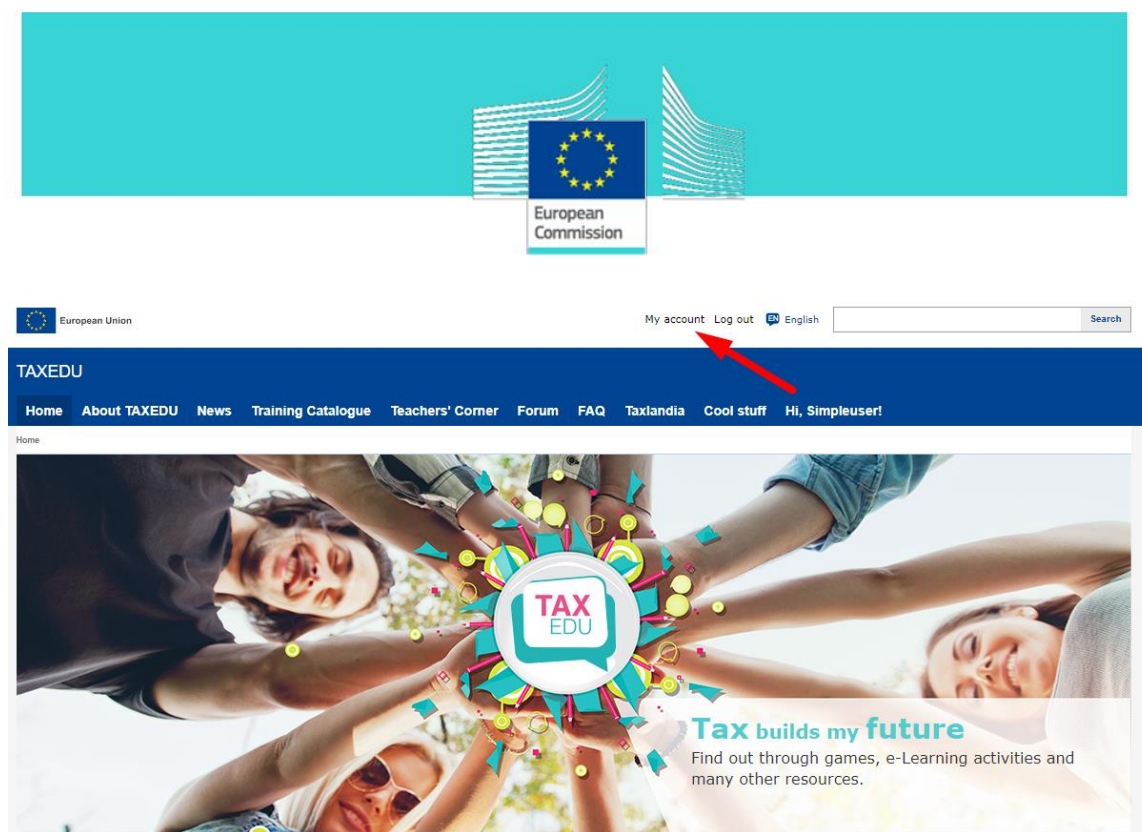 European
Commission
European Union
My account Log out EN English Search
TAXEDU
Home About TAXEDU News Training Catalogue Teachers' Corner Forum FAQ Taxlandia Cool stuff Hi, Simpleuser!
Home
TAX
EDU
Tax builds my future
Find out through games, e-Learning activities and
many other resources.